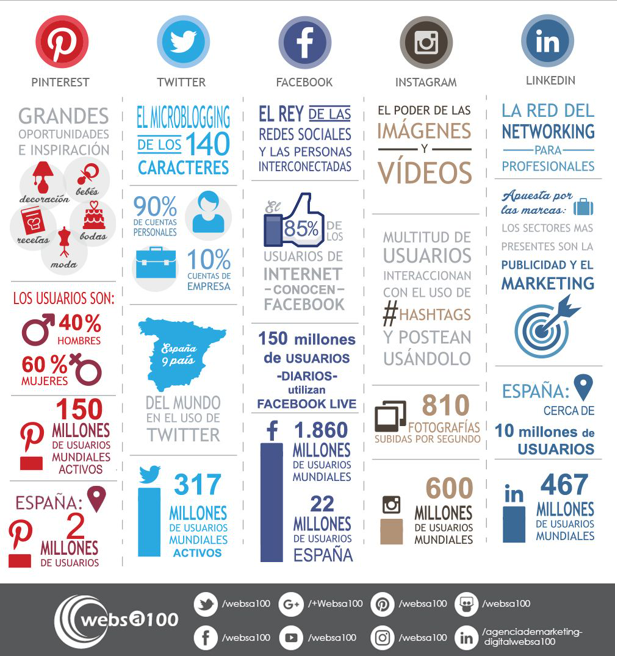 PINTEREST
GRANDES
OPORTUNIDADES
E INSPIRACIÓN
decoración
bebés
recetas
bodas
moda
LOS USUARIOS SON:
40%
HOMBRES
60%
MUJERES
150
MILLONES
DE USUARIOS
MUNDIALES
ACTIVOS
ESPAÑA:
2
MILLONES
DE USUARIOS
TWITTER
EL MICROBLOGGING
DE LOS 140
CARACTERES
90%
DE CUENTAS
PERSONALES
10%
CUENTAS DE
EMPRESA
España
9 país
DEL MUNDO
EN EL USO DE
TWITTER
317
MILLONES
DE USUARIOS
MUNDIALES
ACTIVOS
FACEBOOK
EL REY DE LAS
REDES SOCIALES
Y LAS PERSONAS
INTERCONECTADAS
El
85% DE
LOS
USUARIOS DE
INTERNET
-CONOCEN-
FACEBOOK
150 millones
de USUARIOS
-DIARIOS-
utilizan
FACEBOOK LIVE
1.860
MILLONES
DE USUARIOS
MUNDIALES
22
MILLONES
DE USUARIOS
ESPAÑA
INSTAGRAM
EL PODER DE LAS
IMÁGENES
Y
VÍDEOS
MULTITUD DE
USUARIOS
INTERACCIONAN
CON EL USO DE
#HASHTAGS
Y POSTEAN
USÁNDOLO
810
FOTOGRAFÍAS
SUBIDAS POR SEGUNDO
600
MILLONES
DE USUARIOS
MUNDIALES
LINKEDIN
LA RED DEL
NETWORKING
PARA
PROFESIONALES
Apuesta por
las marcas:
LOS SECTORES MAS
PRESENTES SON LA
PUBLICIDAD Y EL
MARKETING
ESPAÑA:
CERCA DE
10 millones de
USUARIOS
467
MILLONES
DE USUARIOS
MUNDIALES
websa100
/websa100
/+Websa100
/websa100
/websa100
/websa100
/websa100
/websa100
/agenciademarketing-
digitalwebsa100